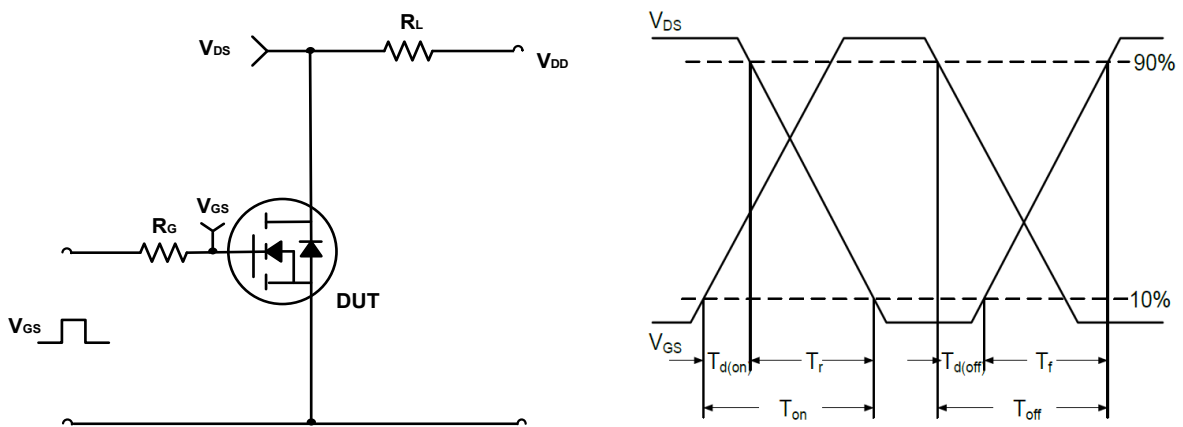 RL
VDS
VDD
VGS
RG
DUT
VGS
VDS
90%
10%
VGS
Td(on)
Tr
Td(off)
Tf
Ton
Toff